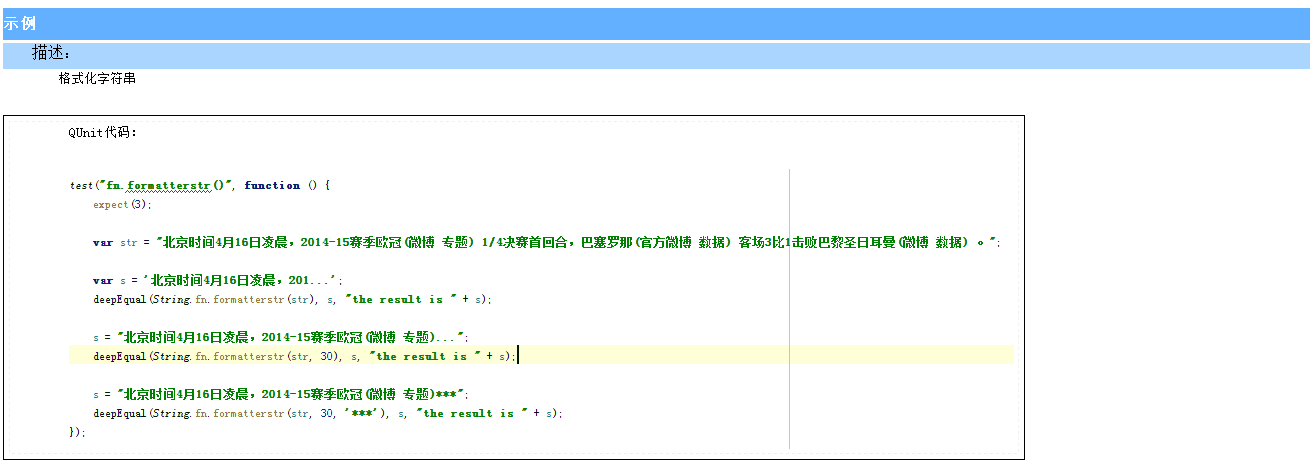 示例
描述：
格式化字符串
QUnit代码：
test("fn.formatterstr()", function () {
expect(3);
var str = "北京时间4月16日凌晨，2014-15赛季欧冠(微博 专题) 1/4决赛首回合，巴塞罗那(官方微博 数据) 客场3比1击败巴黎圣日耳曼(微博 数据) 。";
var s = '北京时间4月16日凌晨，201...';
deepEqual(String.fn.formatterstr(str), s, "the result is " + s);
s = "北京时间4月16日凌晨，2014-15赛季欧冠(微博 专题)...";
deepEqual(String.fn.formatterstr(str, 30), s, "the result is " + s);
s = "北京时间4月16日凌晨，2014-15赛季欧冠(微博 专题)***";
deepEqual(String.fn.formatterstr(str, 30, '***'), s, "the result is " + s);
});